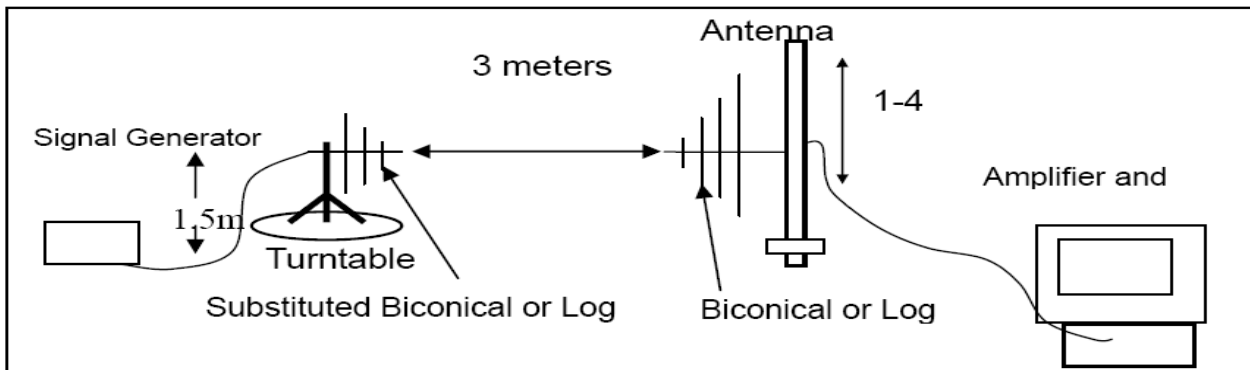 Antenna
3 meters
1-4
Signal Generator
1.5m
Amplifier and
Turntable
Substituted Biconical or Log
Biconical or Log